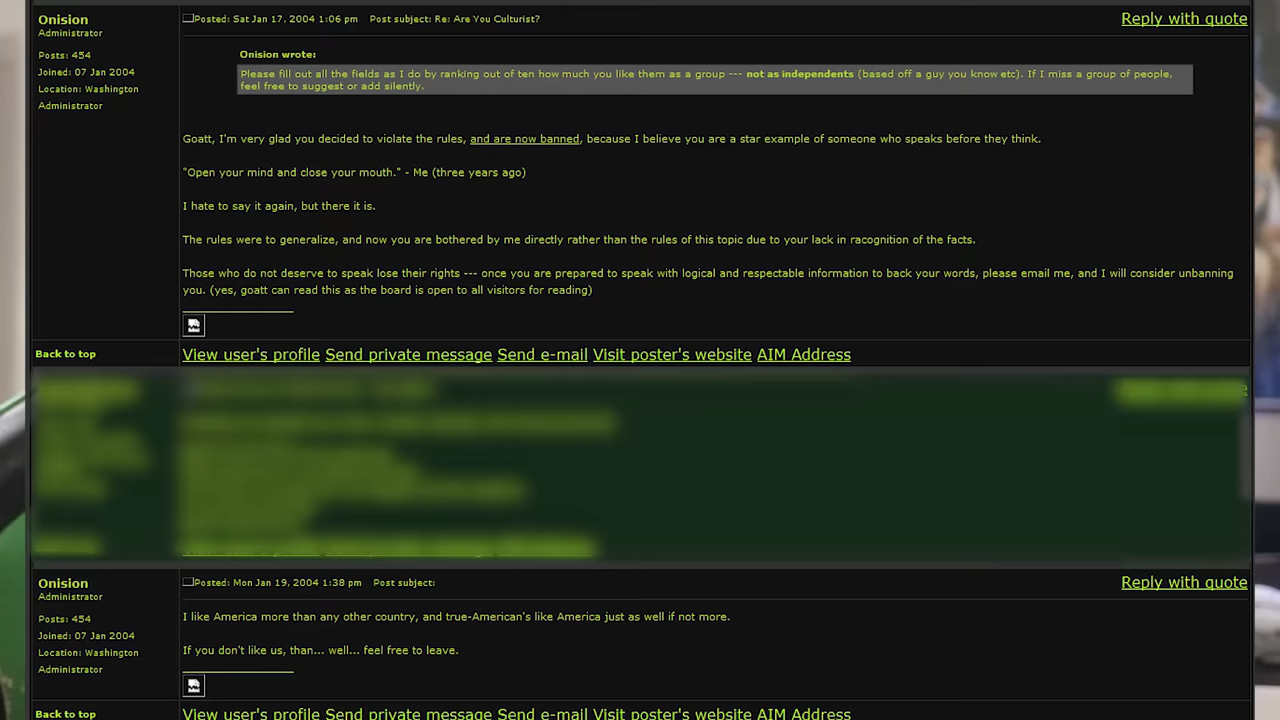 Onision
Administrator
Posts: 454
Joined: 07 Jan 2004
Location: Washington
Administrator
Posted: Sat Jan 17, 2004 1:06 pm Post subject: Re: Are You Culturist?
Reply with quote
Onision wrote:
Please fill out all the fields as I do by ranking out of ten how much you like them as a group --- not as independents (based off a guy you know etc). If I miss a group of people,
feel free to suggest or add silently.
Goatt, I'm very glad you decided to violate the rules, and are now banned, because I believe you are a star example of someone who speaks before they think.
"Open your mind and close your mouth." - Me (three years ago)
I hate to say it again, but there it is.
The rules were to generalize, and now you are bothered by me directly rather than the rules of this topic due to your lack in racognition of the facts.
Those who do not deserve to speak lose their rights --- once you are prepared to speak with logical and respectable information to back your words, please email me, and I will consider unbanning
you. (yes, goatt can read this as the board is open to all visitors for reading)
Back to top
View user's profile Send private message Send e-mail Visit poster's website AIM Address
Onision
Administrator
Posts: 454
Joined: 07 Jan 2004
Location: Washington
Administrator
Posted: Mon Jan 19, 2004 1:38 pm Post subject:
Reply with quote
I like America more than any other country, and true-American's like America just as well if not more.
If you don't like us, than... well... feel free to leave.
Back to top
View user's profile Send private message Send e-mail Visit poster's website AIM Address